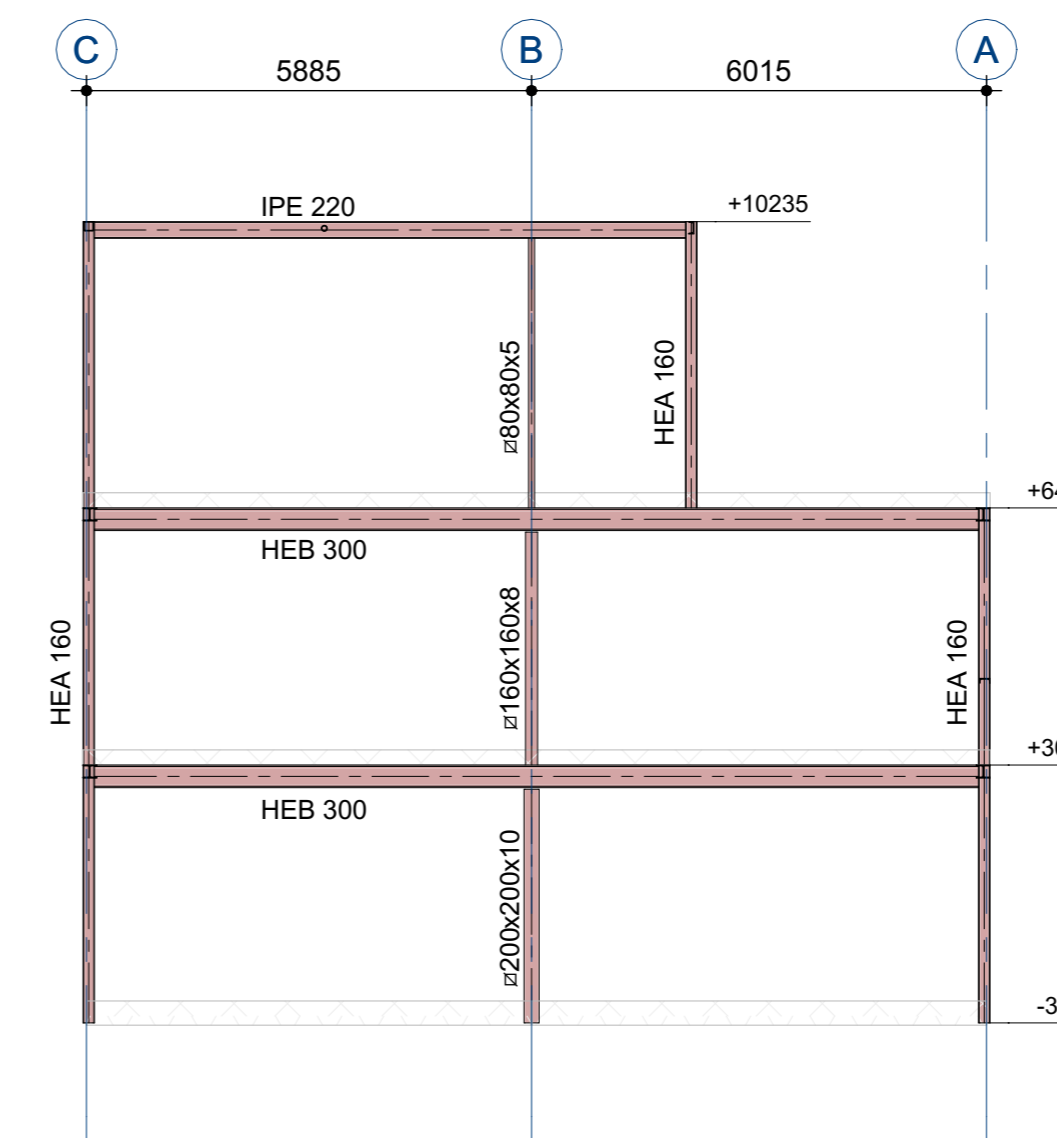 C
B
A
5885
6015
IPE 220
+10235
⧄80x80x5
HEA 160
+64
HEB 300
HEA 160
⧄160x160x8
HEA 160
+30
HEB 300
⧄200x200x10
-3